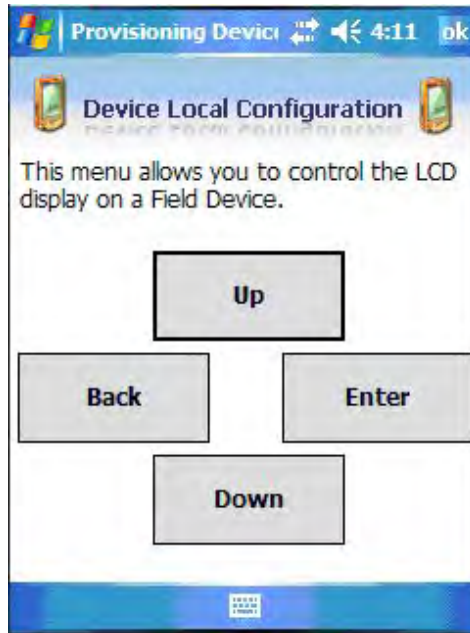 Provisioning Devic 4:11 ok
Device Local Configuration
This menu allows you to control the LCD
display on a Field Device.
Up
Back Enter
Down